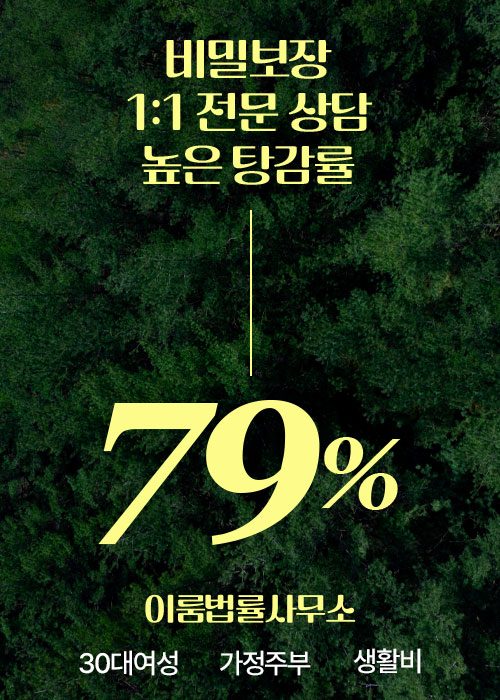 비밀보장
1:1 전문 상담
높은 탕감률
79%
이룸법률사무소
30대여성 가정주부 생활비